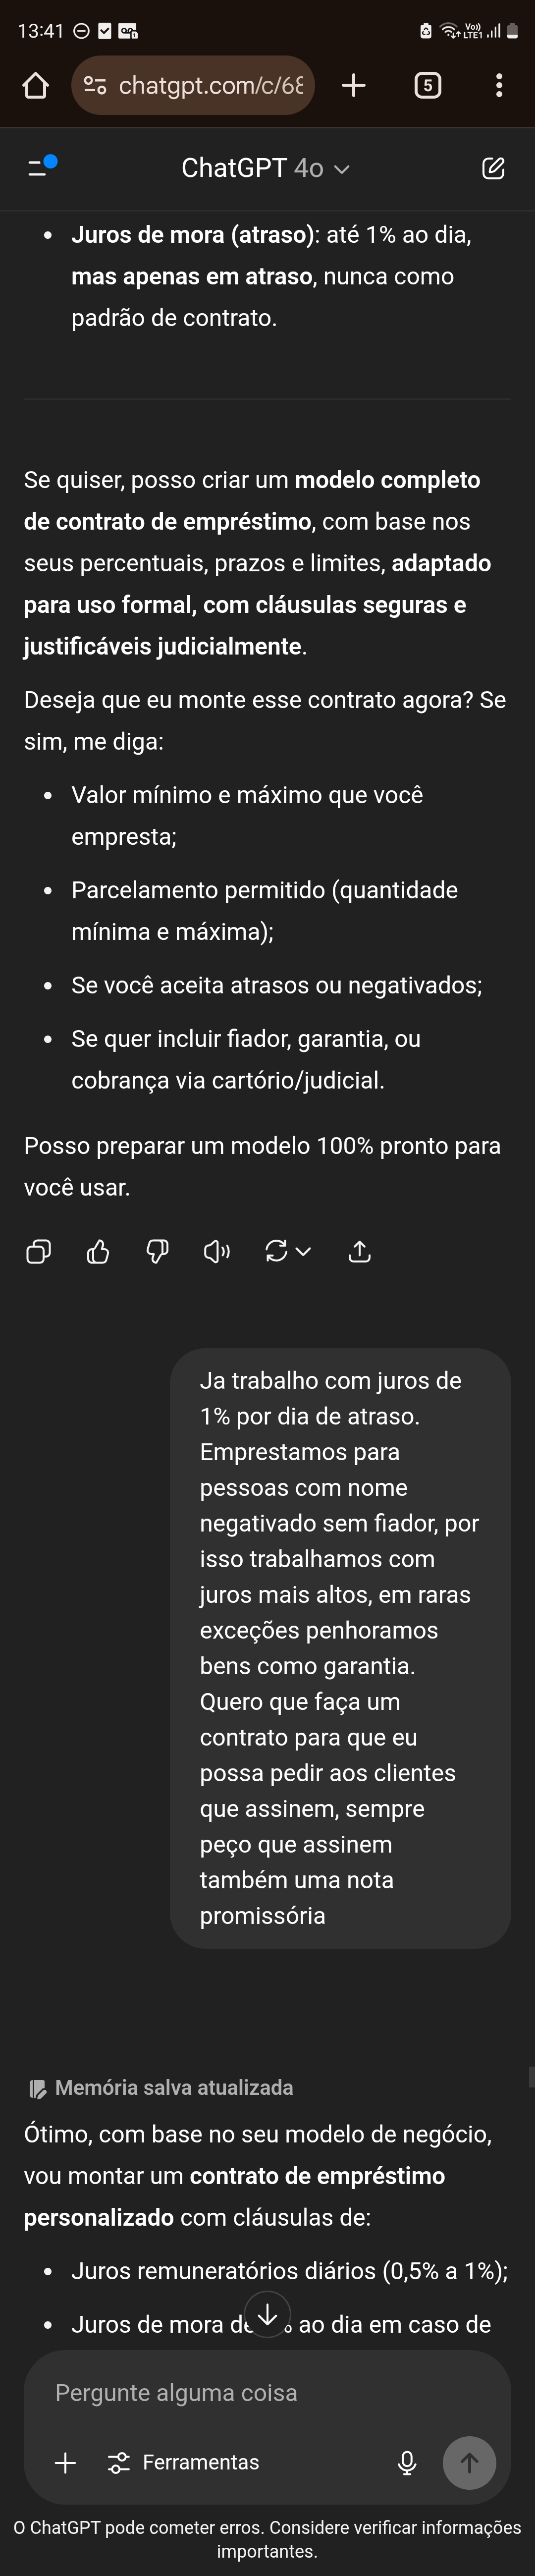 13:41
Vo))
LTE1
chatgpt.com/c/68
5
ChatGPT 4o
• Juros de mora (atraso): até 1% ao dia,
mas apenas em atraso, nunca como
padrão de contrato.
Se quiser, posso criar um modelo completo
de contrato de empréstimo, com base nos
seus percentuais, prazos e limites, adaptado
para uso formal, com cláusulas seguras e
justificáveis judicialmente.
Deseja que eu monte esse contrato agora? Se
sim, me diga:
• Valor mínimo e máximo que você
empresta;
• Parcelamento permitido (quantidade
mínima e máxima);
• Se você aceita atrasos ou negativados;
• Se quer incluir fiador, garantia, ou
cobrança via cartório/judicial.
Posso preparar um modelo 100% pronto para
você usar.
Ja trabalho com juros de
1% por dia de atraso.
Emprestamos para
pessoas com nome
negativado sem fiador, por
isso trabalhamos com
juros mais altos, em raras
exceções penhoramos
bens como garantia.
Quero que faça um
contrato para que eu
possa pedir aos clientes
que assinem, sempre
peço que assinem
também uma nota
promissória
Memória salva atualizada
Ótimo, com base no seu modelo de negócio,
vou montar um contrato de empréstimo
personalizado com cláusulas de:
• Juros remuneratórios diários (0,5% a 1%);
• Juros de mora de ao dia em caso de
Pergunte alguma coisa
Ferramentas
O ChatGPT pode cometer erros. Considere verificar informações
importantes.